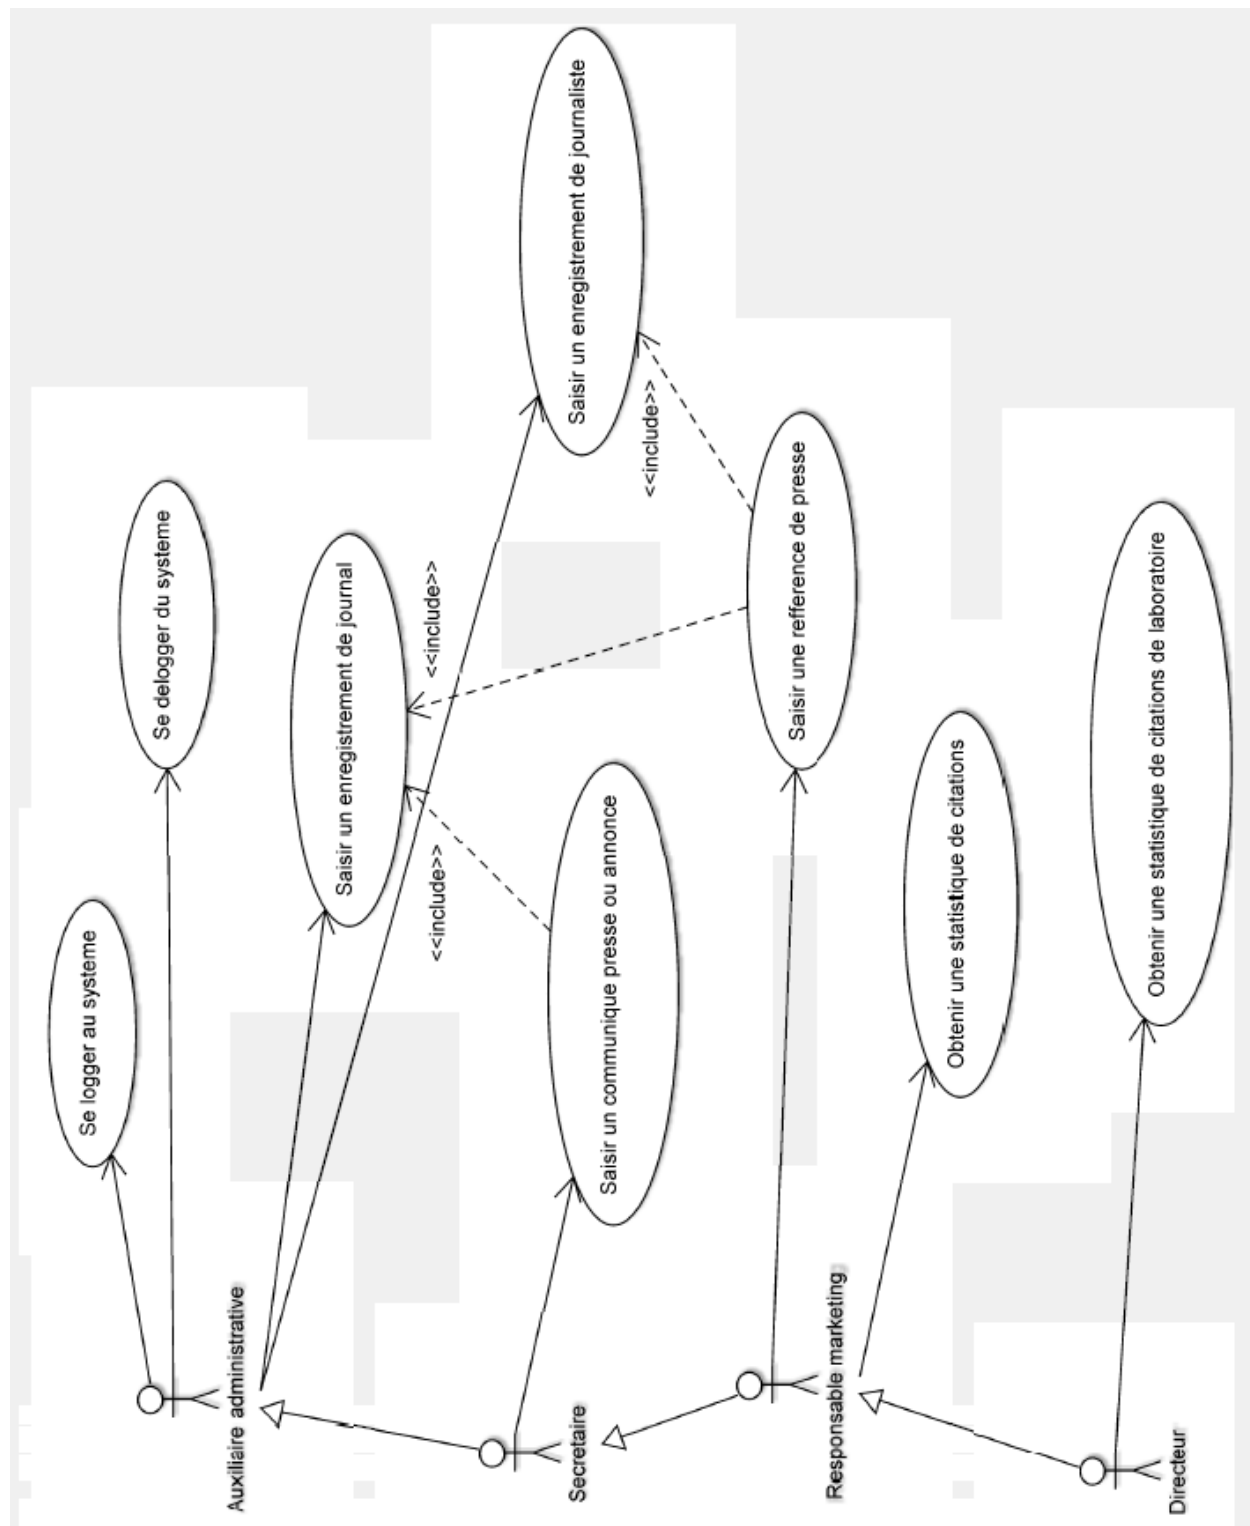 Se logger au systeme
Se delogger du systeme
Auxiliaire administrative
Saisir un enregistrement de journal
<<include>>
<<include>>
Saisir un enregistrement de journaliste
Secretaire
Saisir un communique presse ou annonce
<<include>>
Saisir une refference de presse
Responsable marketing
Obtenir une statistique de citations
Obtenir une statistique de citations de laboratoire
Directeur